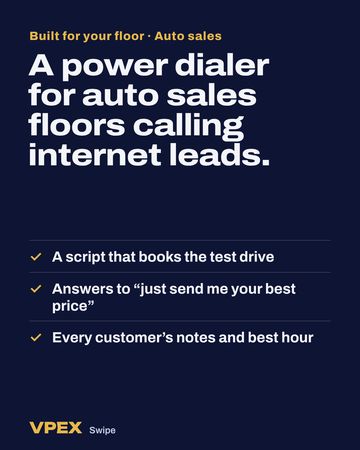 Built for your floor · Auto sales
A power dialer
for auto sales
floors calling
internet leads.
A script that books the test drive
Answers to “just send me your best
price”
Every customer’s notes and best hour
VPEX Swipe